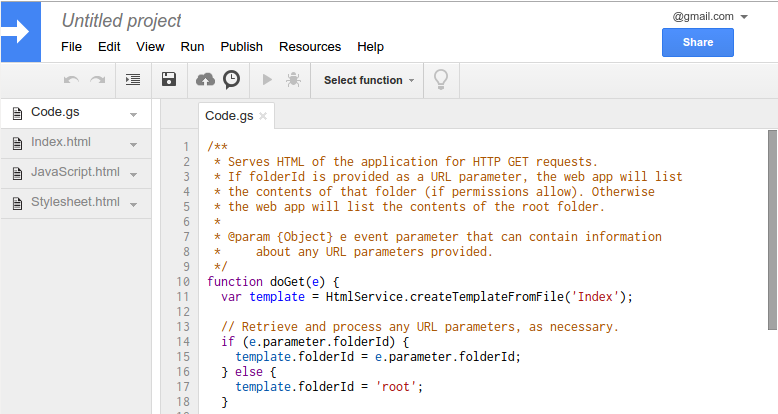 Untitled project
@gmail.com
File Edit View Run Publish Resources Help
Share
Select function
Code.gs
Index.html
JavaScript.html
Stylesheet.html
Code.gs
1 /**
2  * Serves HTML of the application for HTTP GET requests.
3  * If folderId is provided as a URL parameter, the web app will list
4  * the contents of that folder (if permissions allow). Otherwise
5  * the web app will list the contents of the root folder.
6  *
7  * @param {Object} e event parameter that can contain information
8  *     about any URL parameters provided.
9  */
10 function doGet(e) {
11   var template = HtmlService.createTemplateFromFile('Index');
12
13   // Retrieve and process any URL parameters, as necessary.
14   if (e.parameter.folderId) {
15     template.folderId = e.parameter.folderId;
16   } else {
17     template.folderId = 'root';
18   }